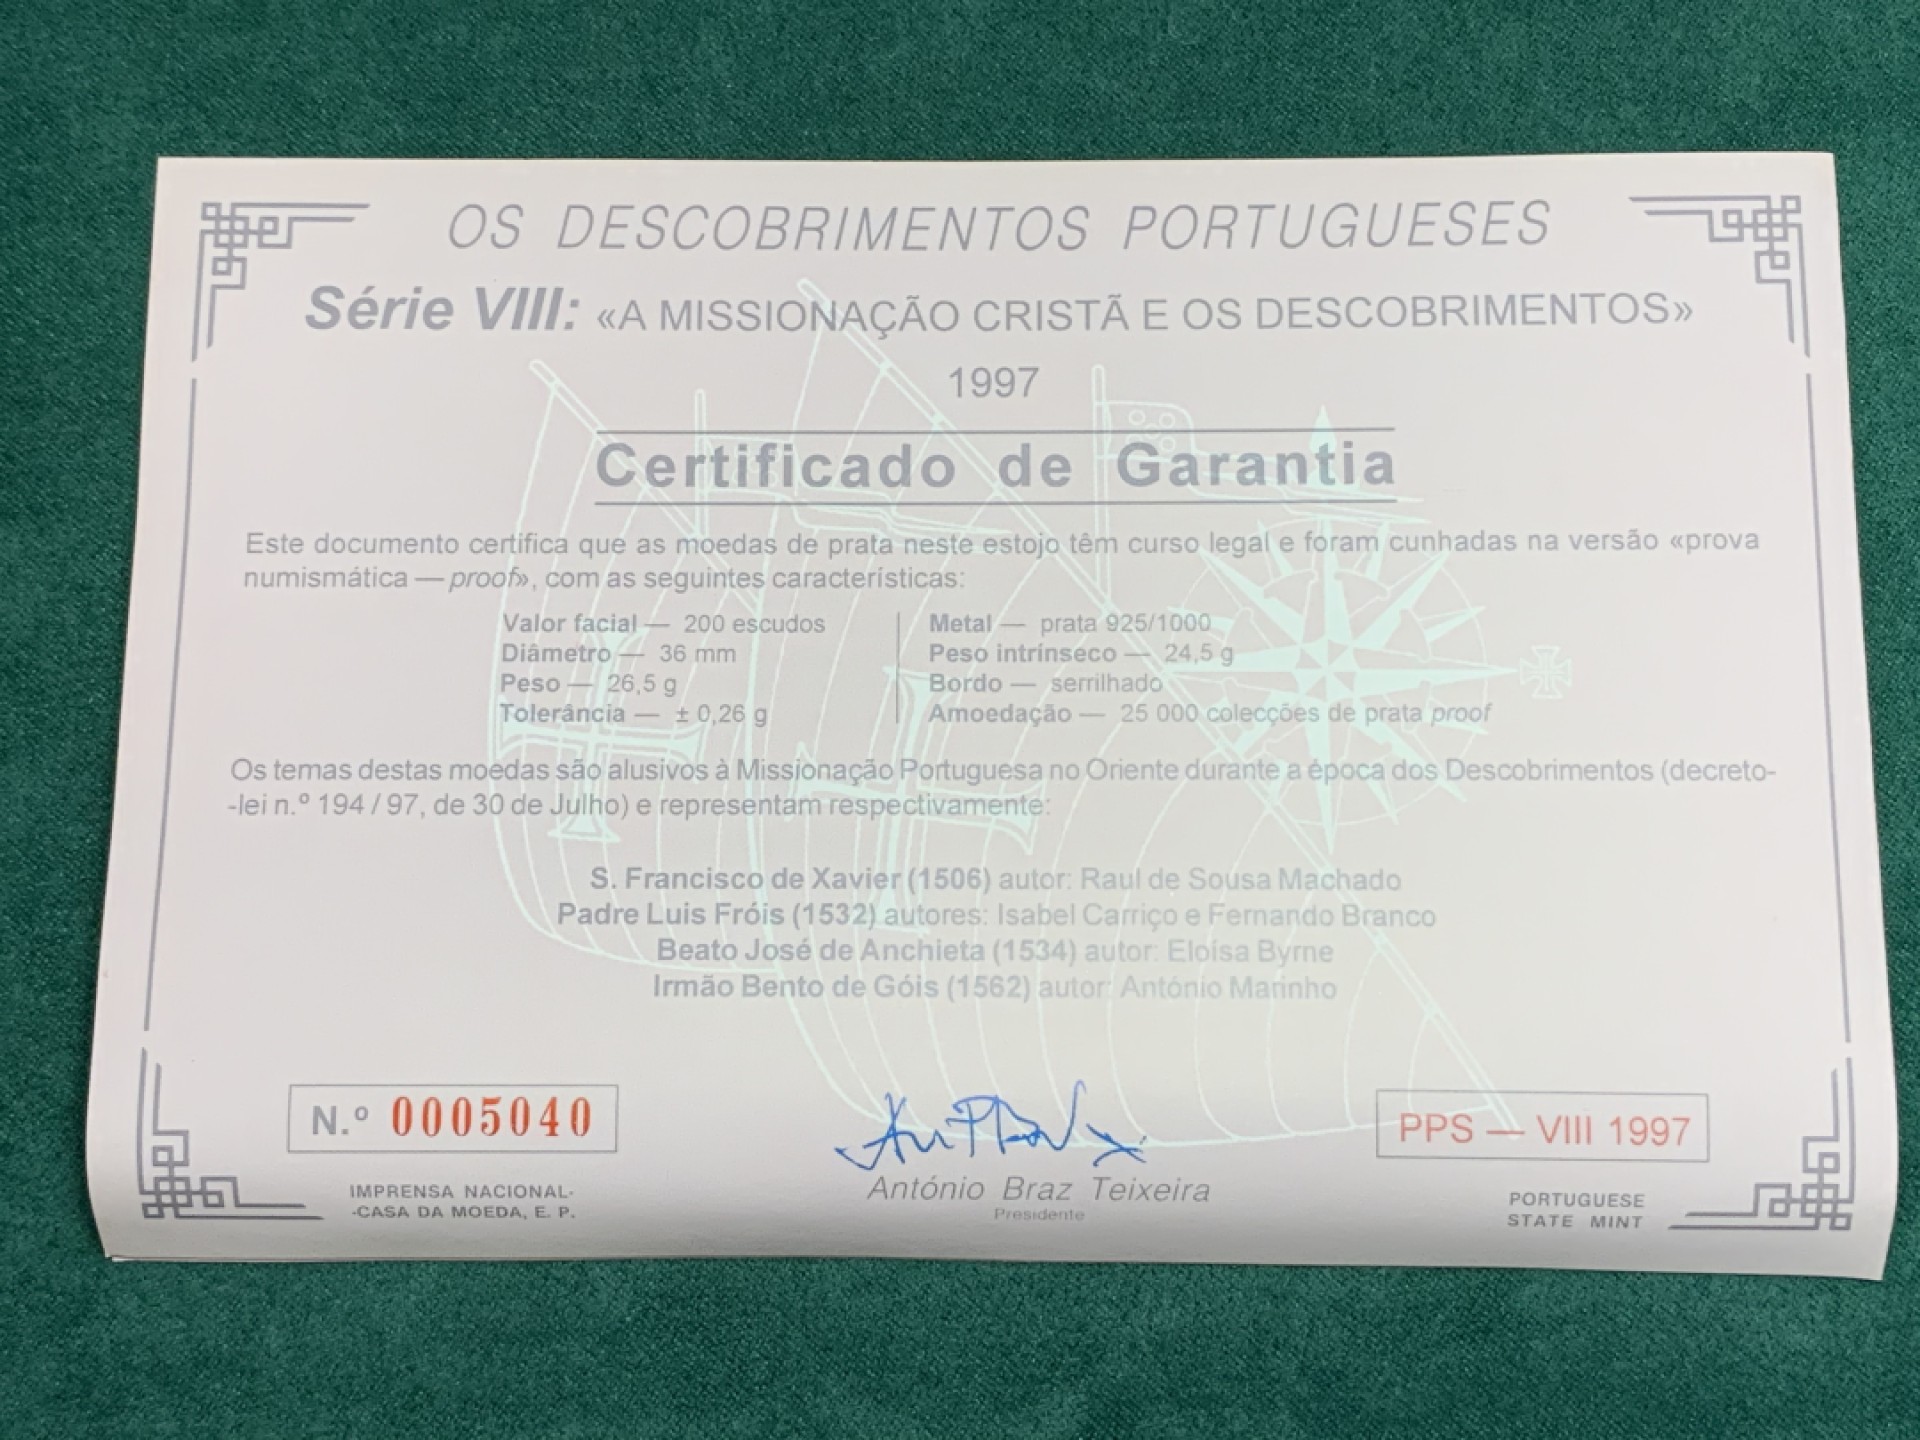 OS DESCOBRIMENTOS PORTUGUESES
Série VIII: «A MISSIONAÇÃO CRISTÃ E OS DESCOBRIMENTOS»
1997
Certificado de Garantia
Este documento certifica que as moedas de prata neste estojo têm curso legal e foram cunhadas na versão «prova
numismática — proof», com as seguintes características:
Valor facial — 200 escudos
Diâmetro — 36 mm
Peso — 26,5 g
Tolerância — ± 0,26 g
Metal — prata 925/1000
Peso intrínseco — 24,5 g
Bordo — serrilhado
Amoedação — 25 000 colecções de prata proof
Os temas destas moedas são alusivos à Missionação Portuguesa no Oriente durante a época dos Descobrimentos (decreto-
-lei n.º 194 / 97, de 30 de Julho) e representam respectivamente:
S. Francisco de Xavier (1506) autor: Raul de Sousa Machado
Padre Luís Fróis (1532) autores: Isabel Carriço e Fernando Branco
Beato José de Anchieta (1534) autor: Eloísa Byrne
Irmão Bento de Góis (1562) autor: António Marinho
N.º 0005040
IMPRENSA NACIONAL-
-CASA DA MOEDA, E. P.
António Braz Teixeira
Presidente
PPS — VIII 1997
PORTUGUESE
STATE MINT